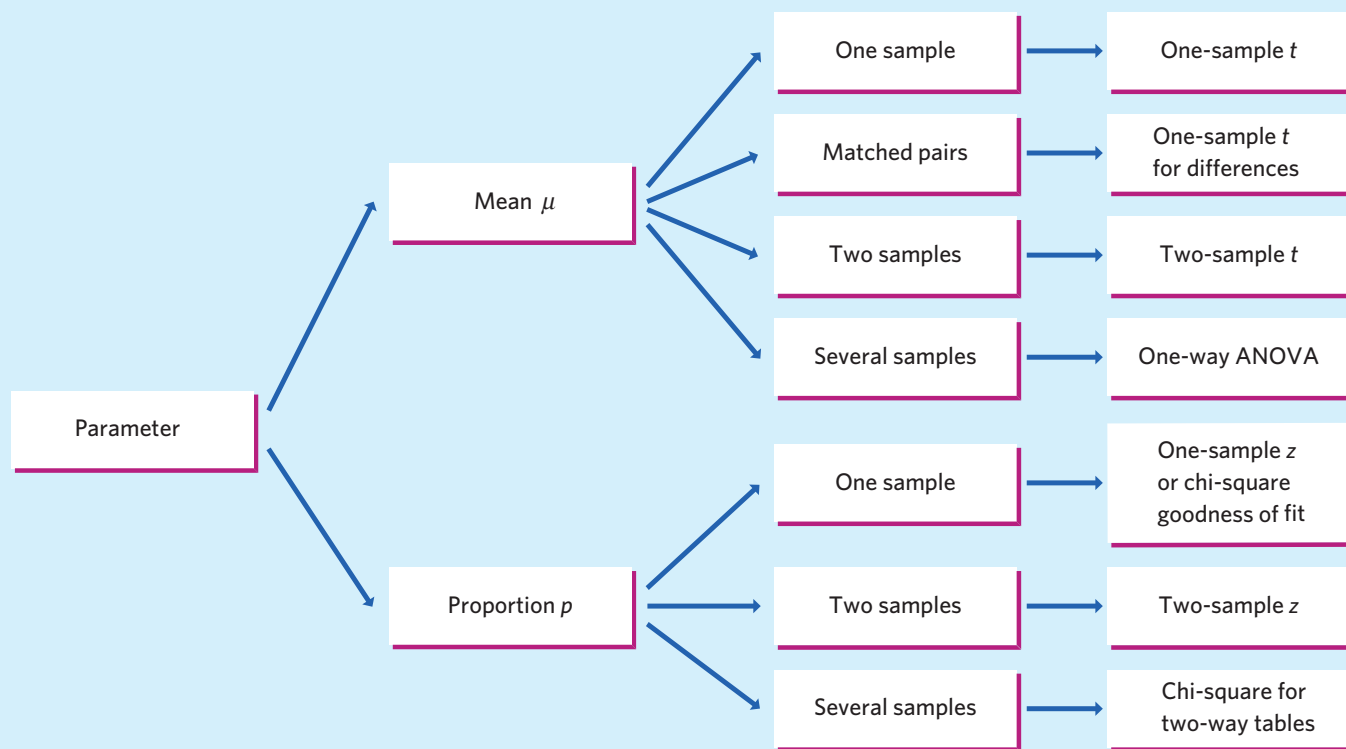 One sample
One-sample t
Matched pairs
One-sample t
for differences
Mean μ
Two samples
Two-sample t
Several samples
One-way ANOVA
Parameter
One sample
One-sample z
or chi-square
goodness of fit
Proportion p
Two samples
Two-sample z
Several samples
Chi-square for
two-way tables